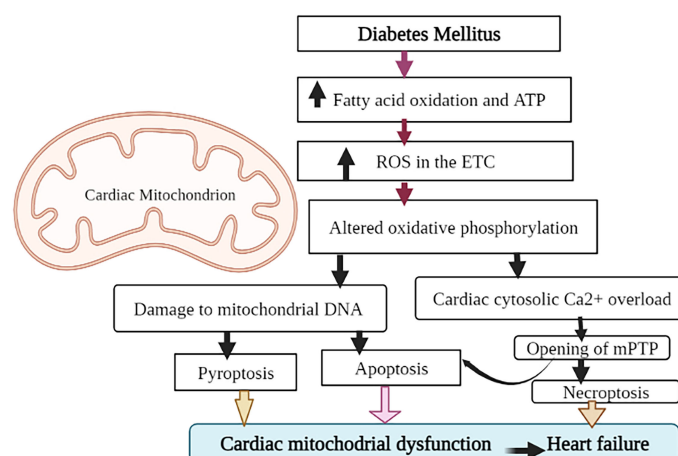 Diabetes Mellitus
Fatty acid oxidation and ATP
ROS in the ETC
Cardiac Mitochondrion
Altered oxidative phosphorylation
Damage to mitochondrial DNA
Cardiac cytosolic Ca2+ overload
Opening of mPTP
Pyroptosis
Apoptosis
Necroptosis
Cardiac mitochodrial dysfunction
Heart failure